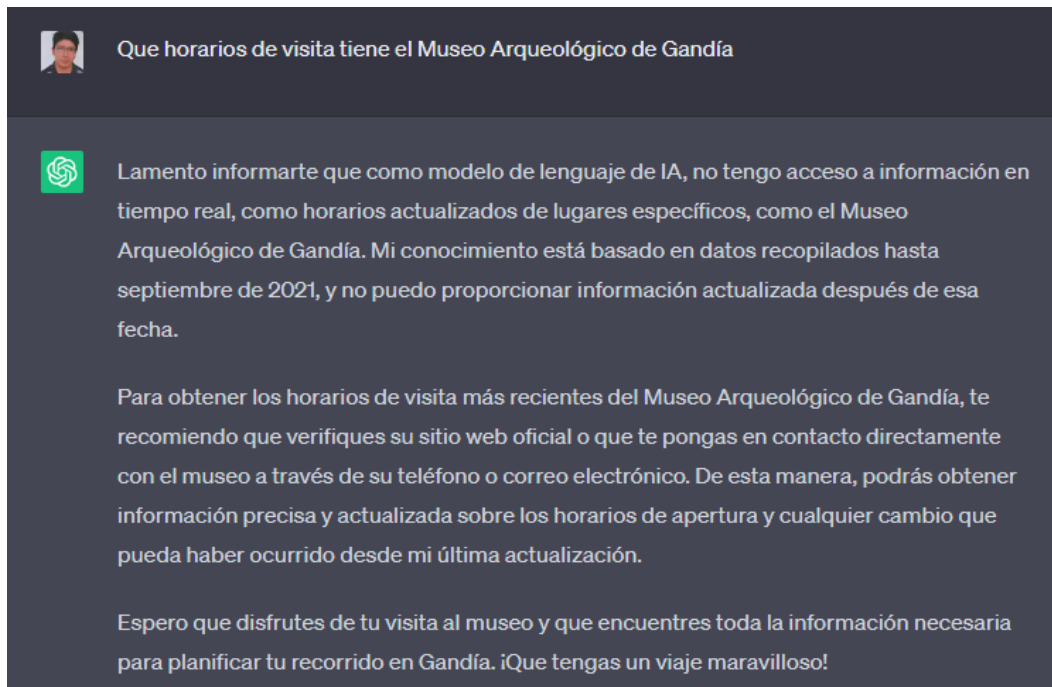 Que horarios de visita tiene el Museo Arqueológico de Gandía
Lamento informarte que como modelo de lenguaje de IA, no tengo acceso a información en
tiempo real, como horarios actualizados de lugares específicos, como el Museo
Arqueológico de Gandía. Mi conocimiento está basado en datos recopilados hasta
septiembre de 2021, y no puedo proporcionar información actualizada después de esa
fecha.
Para obtener los horarios de visita más recientes del Museo Arqueológico de Gandía, te
recomiendo que verifiques su sitio web oficial o que te pongas en contacto directamente
con el museo a través de su teléfono o correo electrónico. De esta manera, podrás obtener
información precisa y actualizada sobre los horarios de apertura y cualquier cambio que
pueda haber ocurrido desde mi última actualización.
Espero que disfrutes de tu visita al museo y que encuentres toda la información necesaria
para planificar tu recorrido en Gandía. ¡Que tengas un viaje maravilloso!